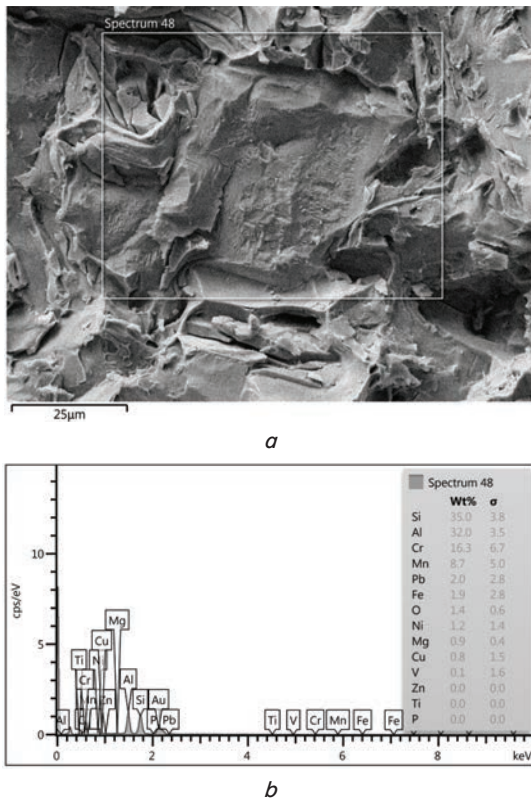 Spectrum 48
25µm
a
Spectrum 48
Wt% σ
Si 35.0 3.8
Al 32.0 3.5
Cr 16.3 6.7
Mn 8.7 5.0
Pb 2.0 2.8
Fe 1.9 2.8
O 1.4 0.6
Ni 1.2 1.4
Mg 0.9 0.4
Cu 0.8 1.5
V 0.1 1.6
Zn 0.0 0.0
Ti 0.0 0.0
P 0.0 0.0
cps/eV
10
5
0
Mg
Cu
Ti Ni
Cr Al
Mn Zn Si P Au
Al Pb
Ti V Cr Mn Fe Fe
0 2 4 6 8 keV
b